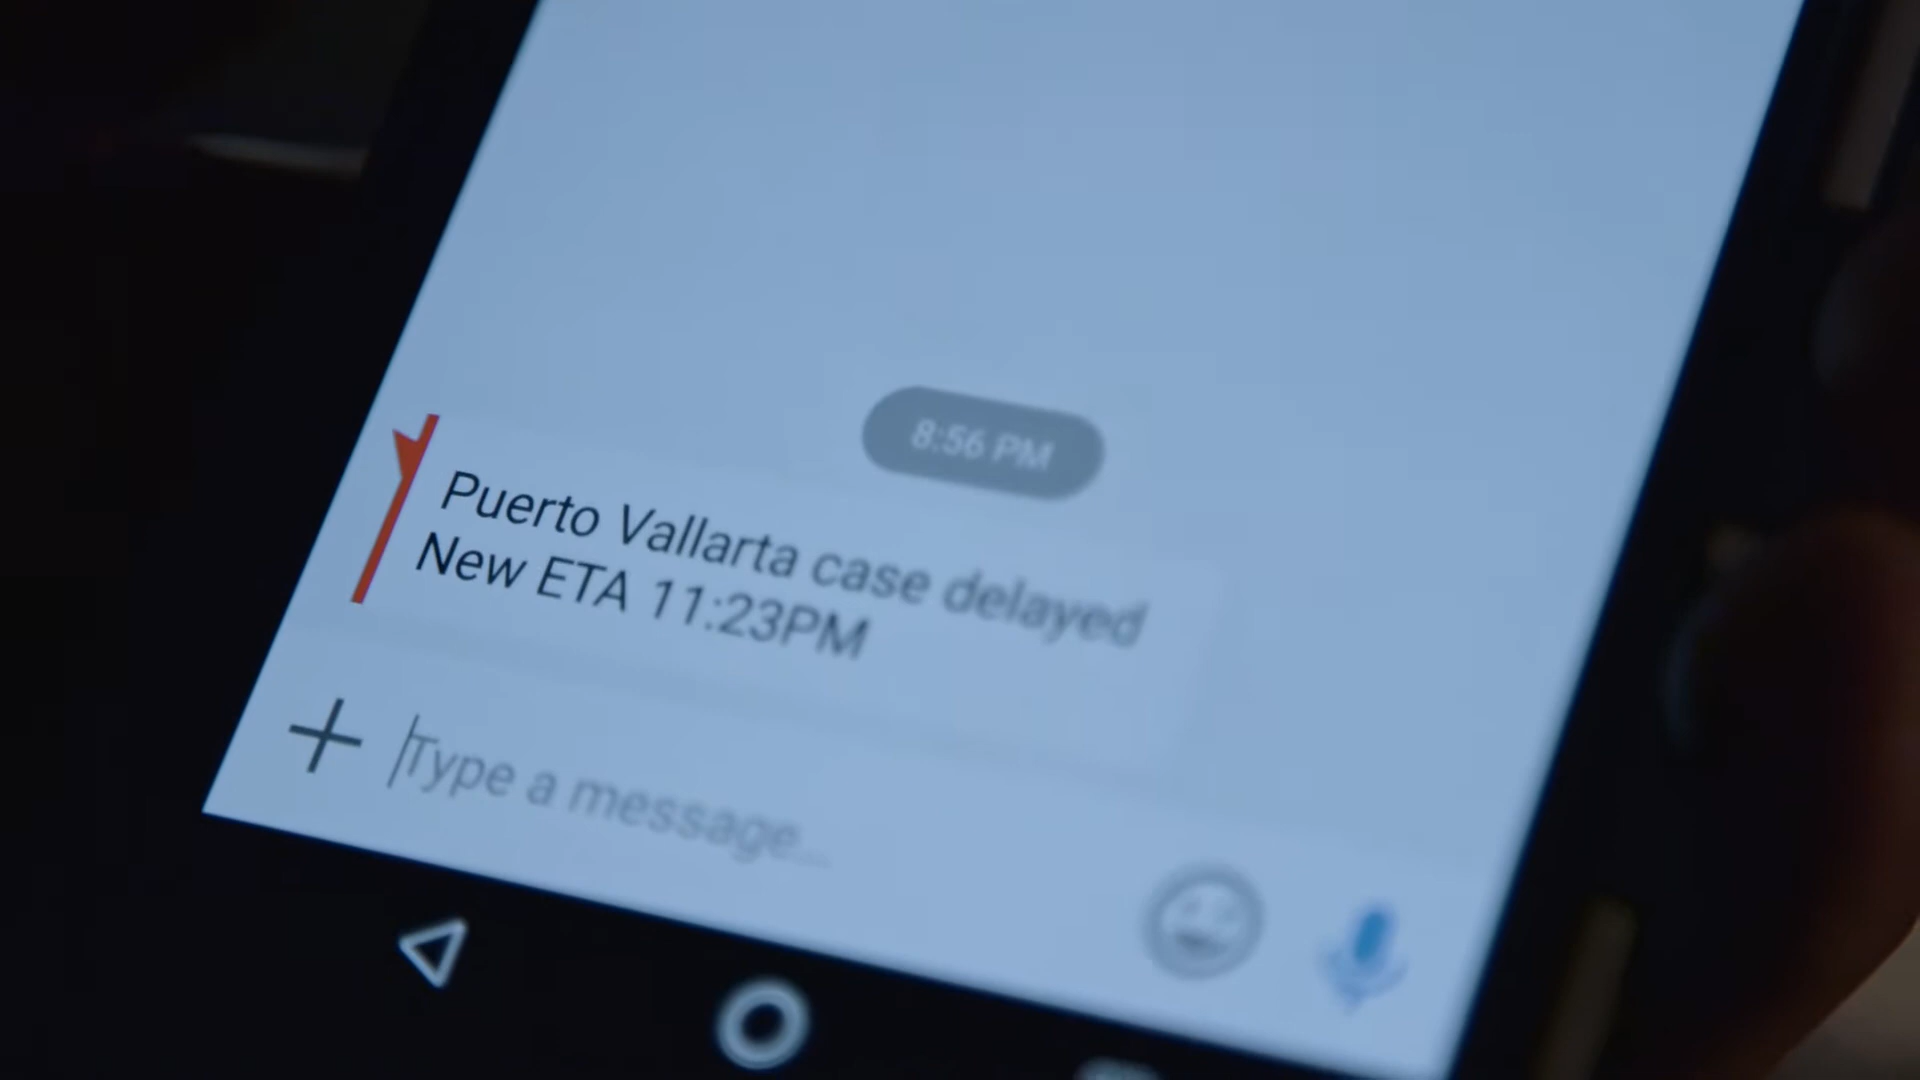 8:56 PM
Puerto Vallarta case delayed
New ETA 11:23PM
Type a message...